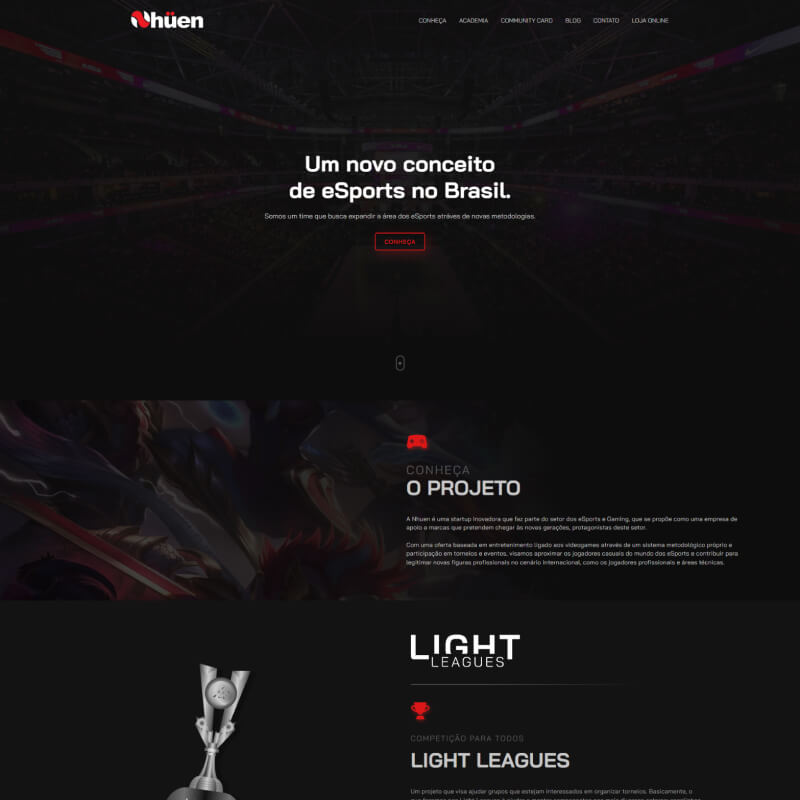 Nhüen
CONHEÇA ACADEMIA COMMUNITY CARD BLOG CONTATO LOJA ONLINE
Um novo conceito
de eSports no Brasil.
Somos um time que busca expandir a área dos eSports atráves de novas metodologias.
CONHEÇA
CONHEÇA
O PROJETO
A Nhuen é uma startup inovadora que faz parte do setor dos eSports e Gaming, que se propõe como uma empresa de
apoio a marcas que pretendem chegar às novas gerações, protagonistas deste setor.
Com uma oferta baseada em entretenimento ligado aos videogames através de um sistema metodológico próprio e
participação em torneios e eventos, visamos aproximar os jogadores casuais do mundo dos eSports e contribuir para
legitimar novas figuras profissionais no cenário internacional, como os jogadores profissionais e áreas técnicas.
LIGHT
LEAGUES
COMPETIÇÃO PARA TODOS
LIGHT LEAGUES
Um projeto que visa ajudar grupos que estejam interessados em organizar torneios. Basicamente, o